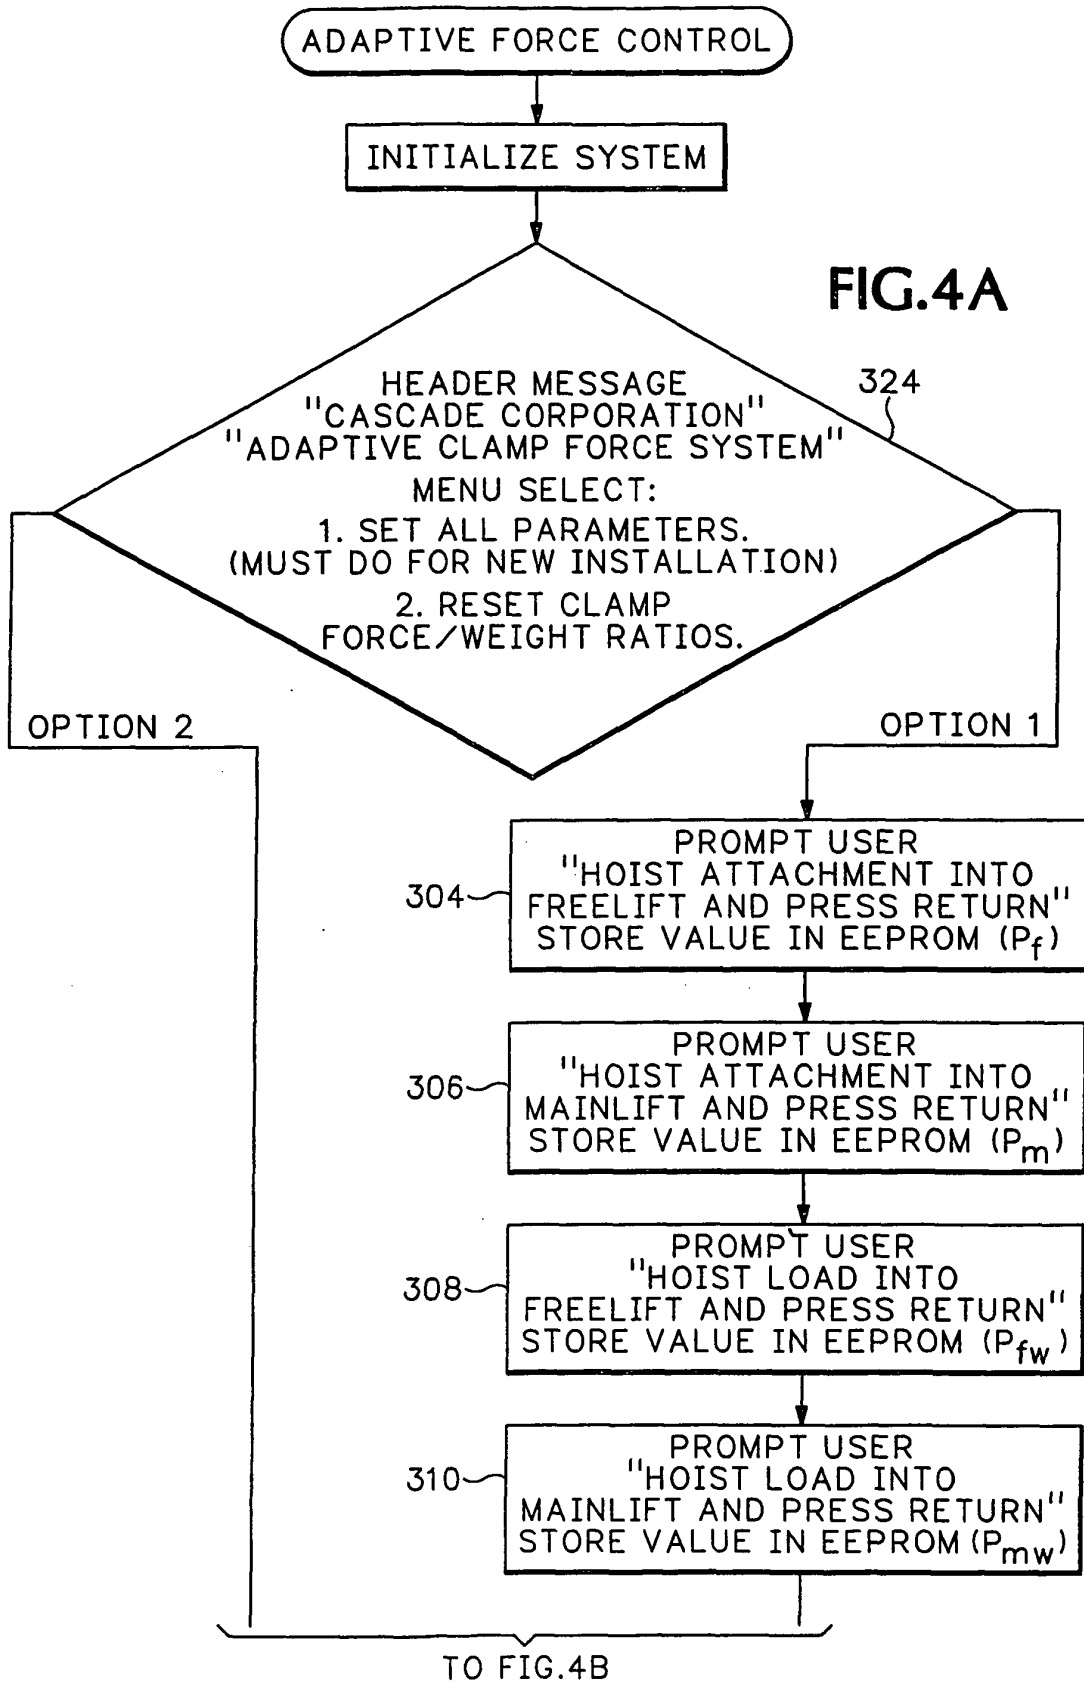 ADAPTIVE FORCE CONTROL
INITIALIZE SYSTEM
FIG.4A
324
HEADER MESSAGE
"CASCADE CORPORATION"
"ADAPTIVE CLAMP FORCE SYSTEM"
MENU SELECT:
1. SET ALL PARAMETERS.
(MUST DO FOR NEW INSTALLATION)
2. RESET CLAMP
FORCE/WEIGHT RATIOS.
OPTION 2
OPTION 1
304
PROMPT USER
"HOIST ATTACHMENT INTO
FREELIFT AND PRESS RETURN"
STORE VALUE IN EEPROM (Pf)
306
PROMPT USER
"HOIST ATTACHMENT INTO
MAINLIFT AND PRESS RETURN"
STORE VALUE IN EEPROM (Pm)
308
PROMPT USER
"HOIST LOAD INTO
FREELIFT AND PRESS RETURN"
STORE VALUE IN EEPROM (Pfw)
310
PROMPT USER
"HOIST LOAD INTO
MAINLIFT AND PRESS RETURN"
STORE VALUE IN EEPROM (Pmw)
TO FIG.4B